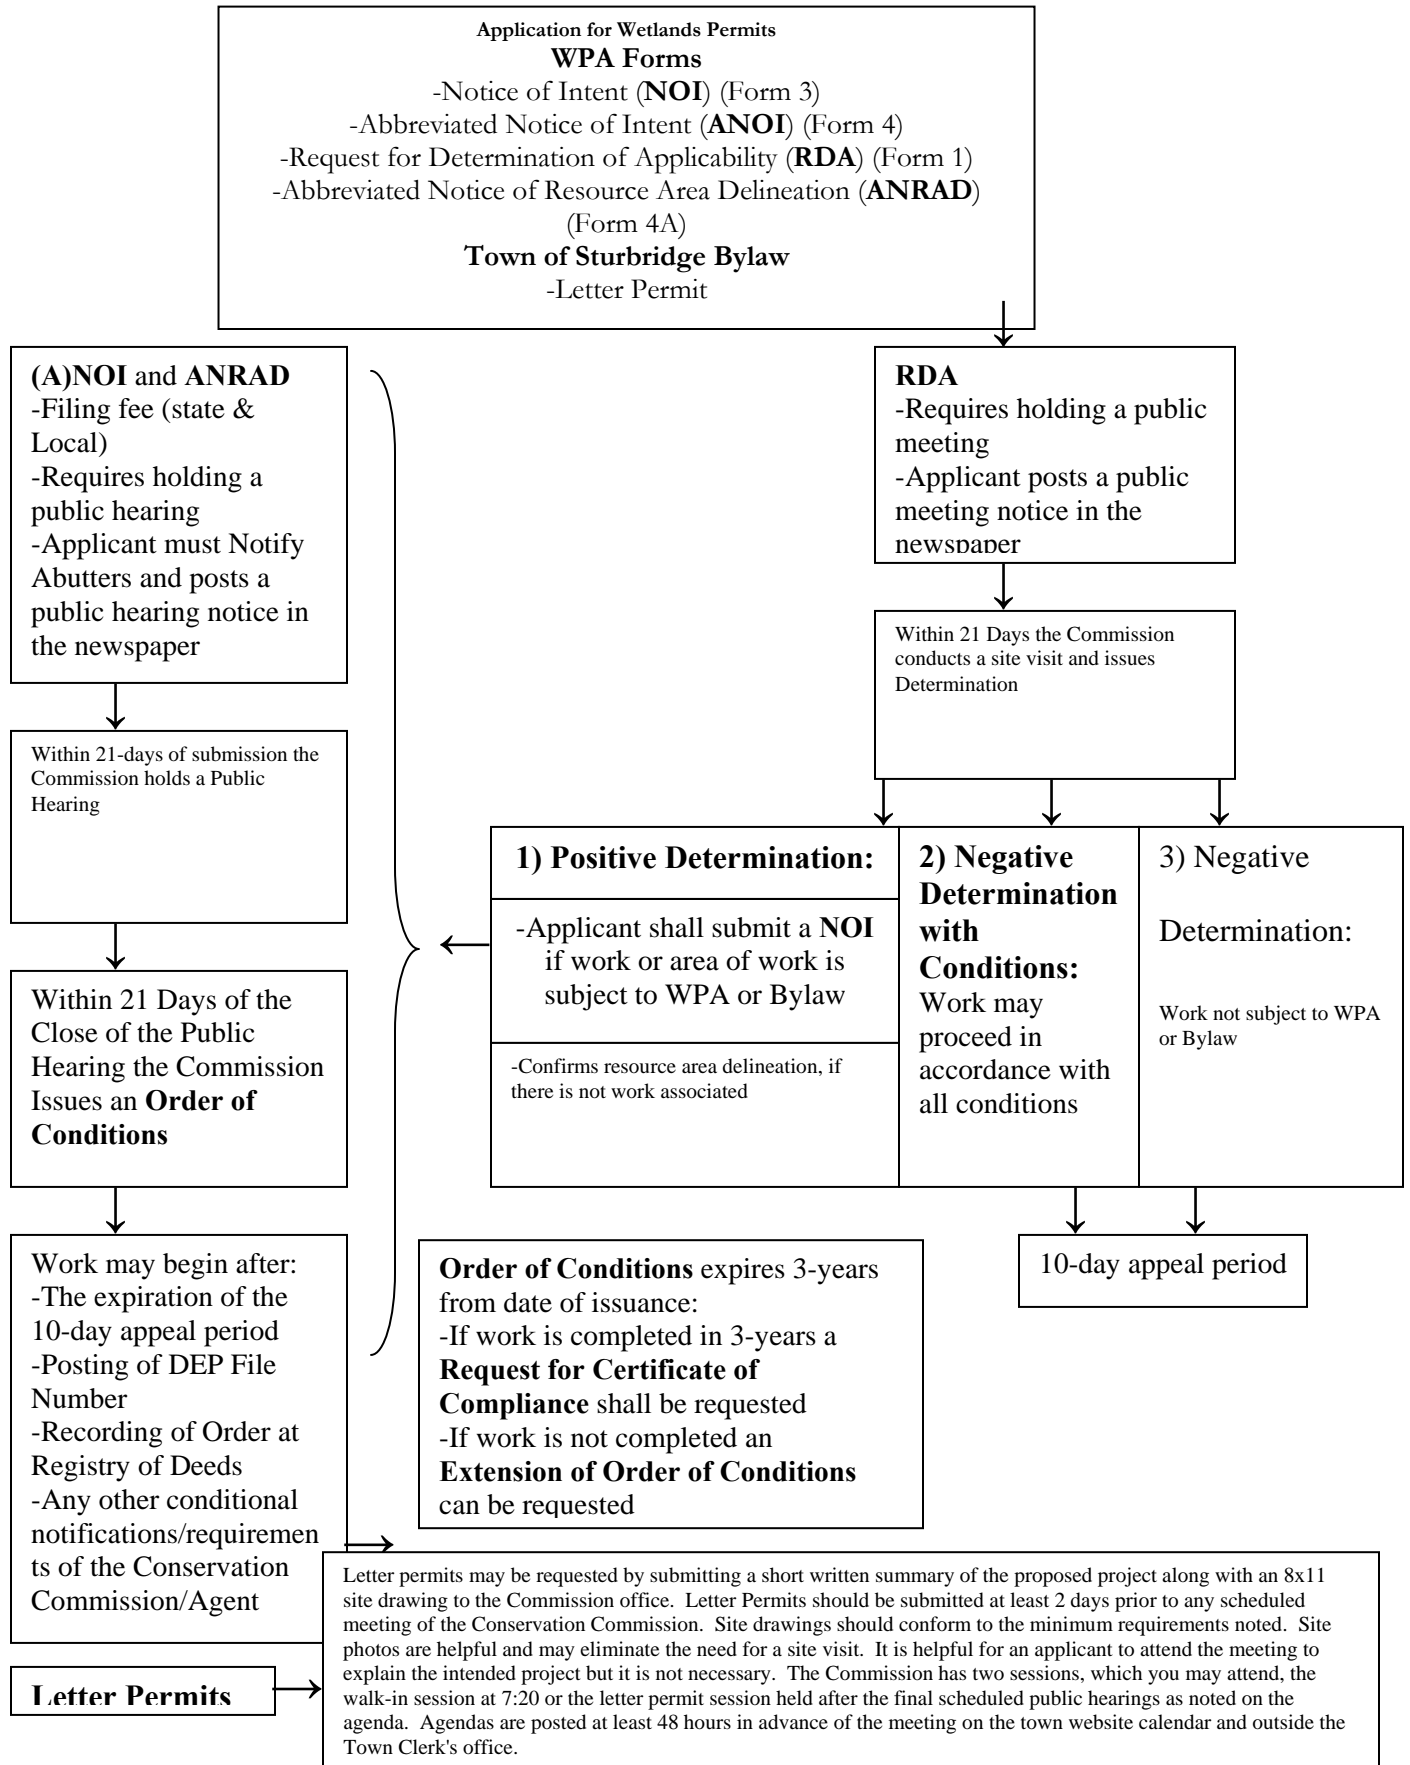 Application for Wetlands Permits
WPA Forms
-Notice of Intent (NOI) (Form 3)
-Abbreviated Notice of Intent (ANOI) (Form 4)
-Request for Determination of Applicability (RDA) (Form 1)
-Abbreviated Notice of Resource Area Delineation (ANRAD)
(Form 4A)
Town of Sturbridge Bylaw
-Letter Permit
(A)NOI and ANRAD
-Filing fee (state &
Local)
-Requires holding a
public hearing
-Applicant must Notify
Abutters and posts a
public hearing notice in
the newspaper
Within 21-days of submission the
Commission holds a Public
Hearing
Within 21 Days of the
Close of the Public
Hearing the Commission
Issues an Order of
Conditions
Work may begin after:
-The expiration of the
10-day appeal period
-Posting of DEP File
Number
-Recording of Order at
Registry of Deeds
-Any other conditional
notifications/requiremen
ts of the Conservation
Commission/Agent
RDA
-Requires holding a public
meeting
-Applicant posts a public
meeting notice in the
newspaper
Within 21 Days the Commission
conducts a site visit and issues
Determination
1) Positive Determination:
-Applicant shall submit a NOI
if work or area of work is
subject to WPA or Bylaw
-Confirms resource area delineation, if
there is not work associated
2) Negative
Determination
with
Conditions:
Work may
proceed in
accordance with
all conditions
3) Negative
Determination:
Work not subject to WPA
or Bylaw
10-day appeal period
Order of Conditions expires 3-years
from date of issuance:
-If work is completed in 3-years a
Request for Certificate of
Compliance shall be requested
-If work is not completed an
Extension of Order of Conditions
can be requested
Letter Permits
Letter permits may be requested by submitting a short written summary of the proposed project along with an 8x11
site drawing to the Commission office.  Letter Permits should be submitted at least 2 days prior to any scheduled
meeting of the Conservation Commission.  Site drawings should conform to the minimum requirements noted.  Site
photos are helpful and may eliminate the need for a site visit.  It is helpful for an applicant to attend the meeting to
explain the intended project but it is not necessary.  The Commission has two sessions, which you may attend, the
walk-in session at 7:20 or the letter permit session held after the final scheduled public hearings as noted on the
agenda.  Agendas are posted at least 48 hours in advance of the meeting on the town website calendar and outside the
Town Clerk's office.